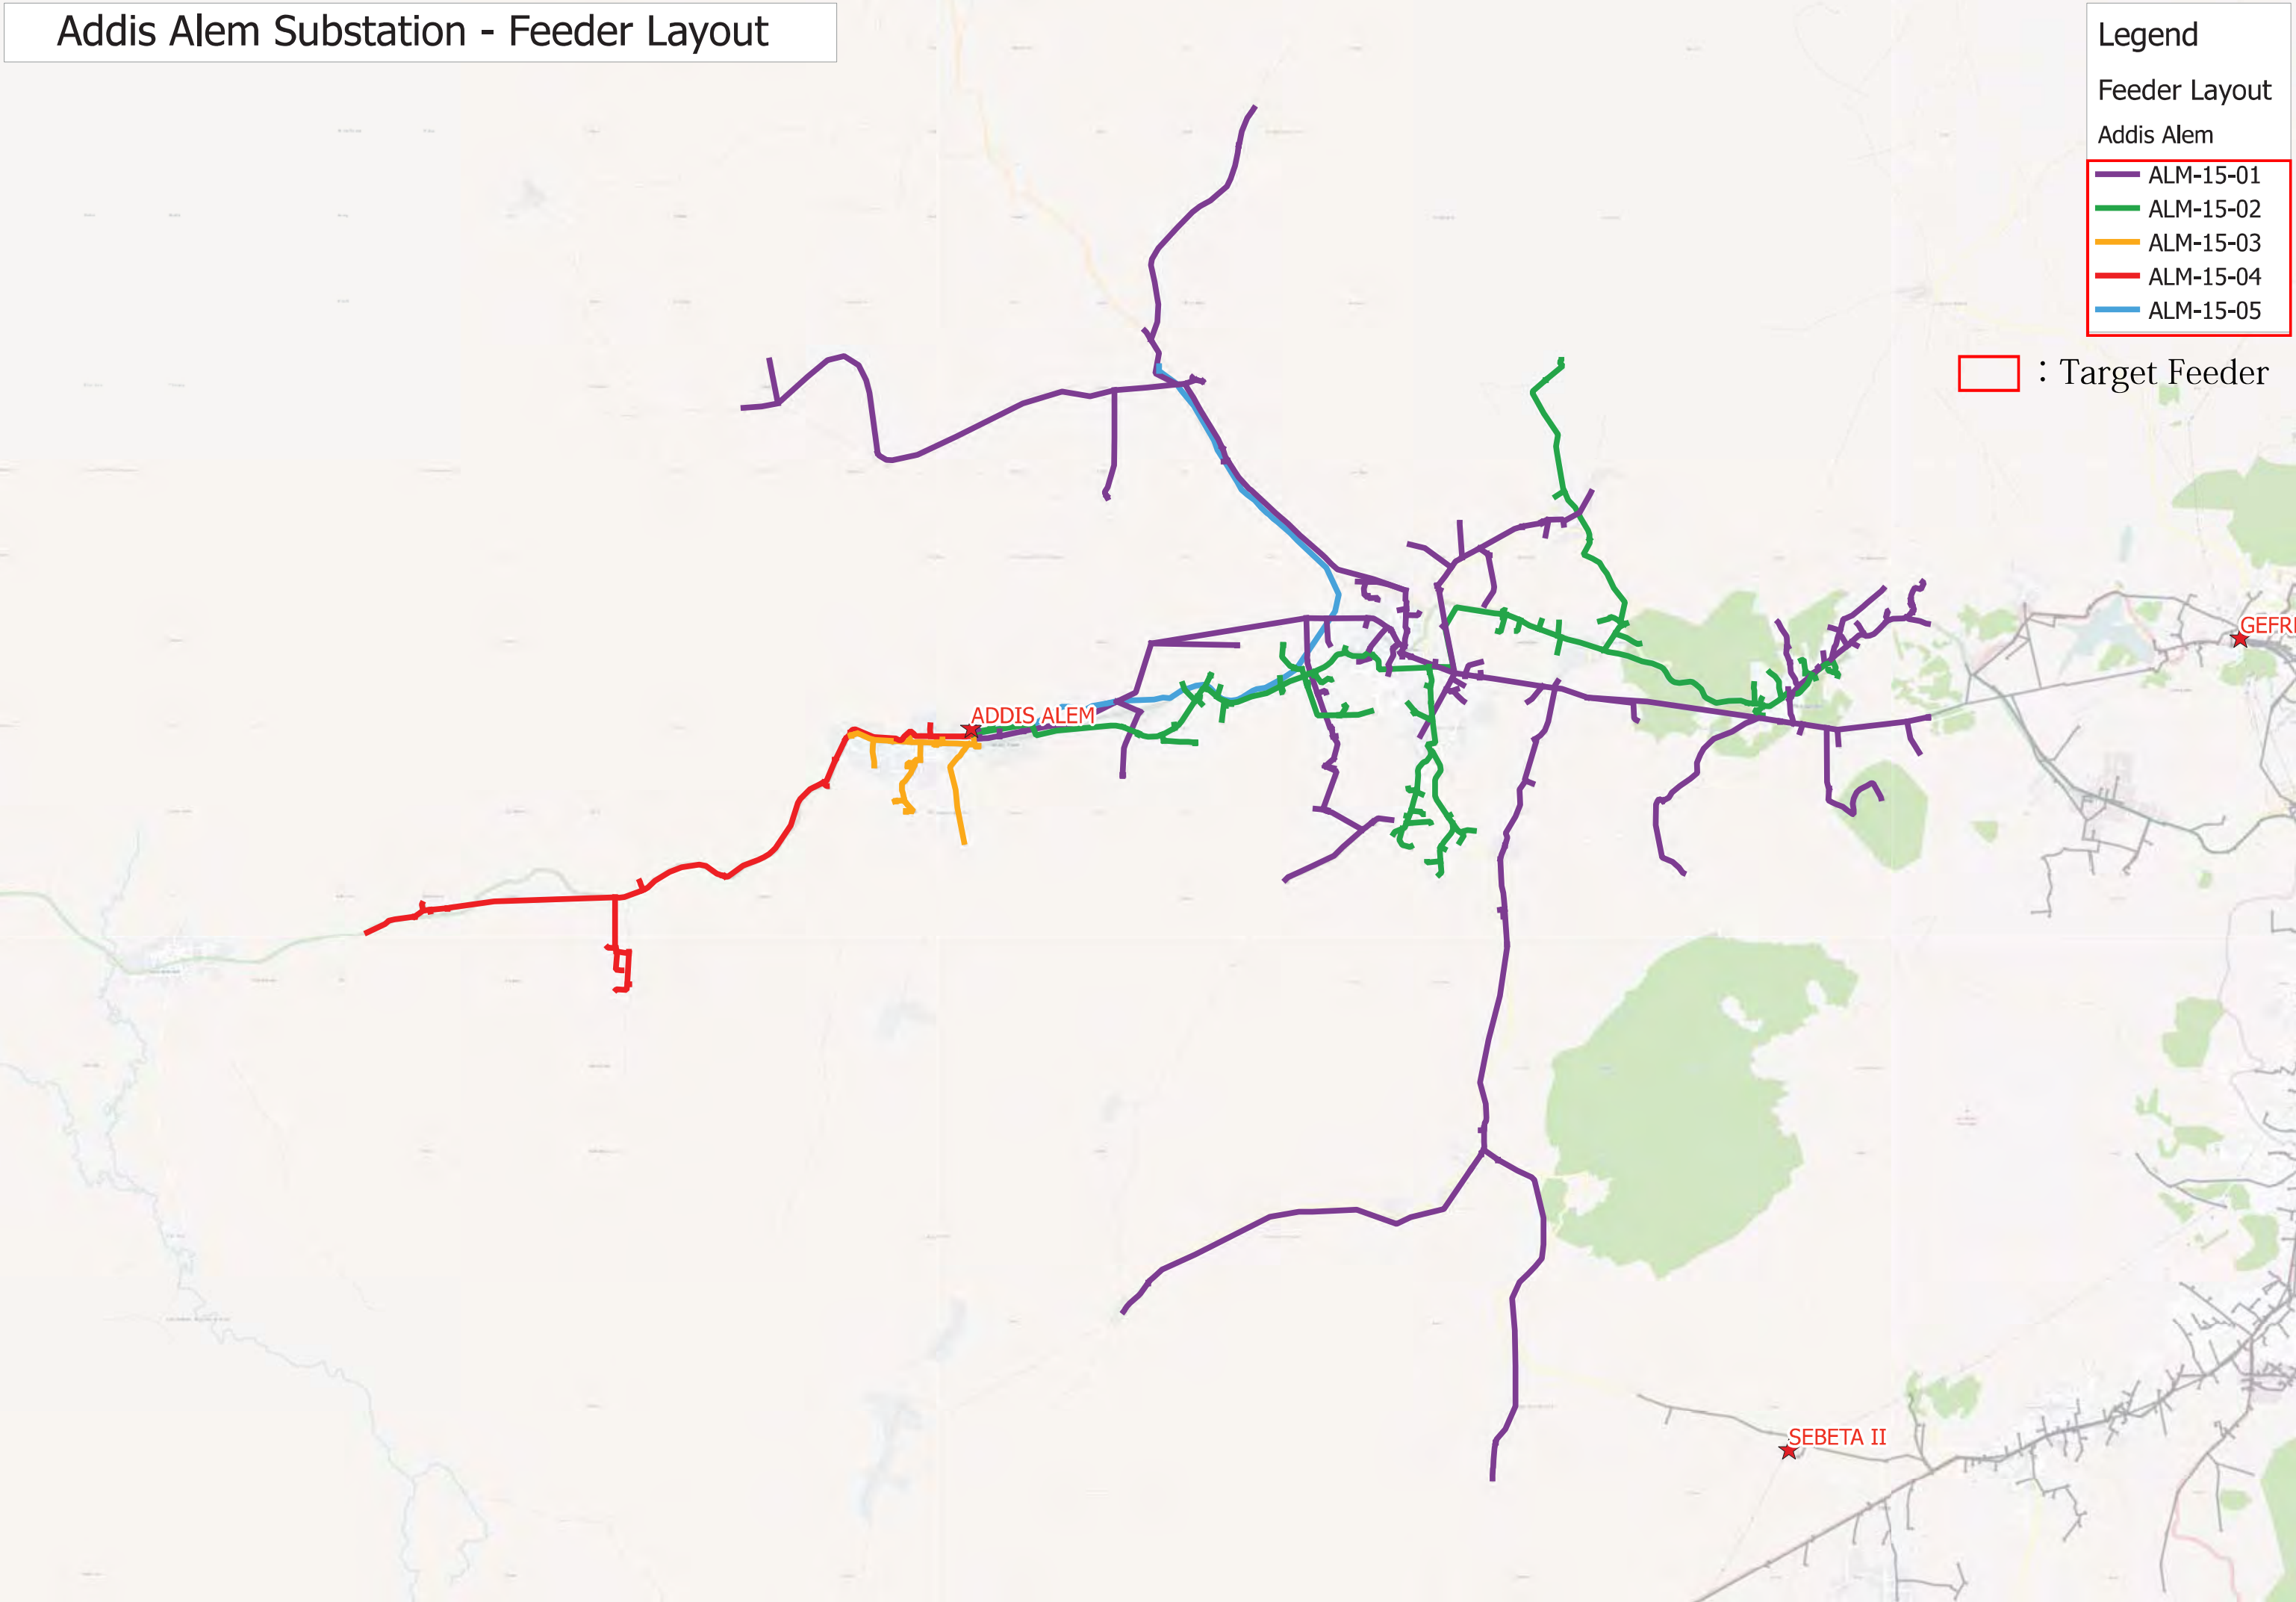 Addis Alem Substation - Feeder Layout
Legend
Feeder Layout
Addis Alem
ALM-15-01
ALM-15-02
ALM-15-03
ALM-15-04
ALM-15-05
: Target Feeder
GEFR
ADDIS ALEM
SEBETA II